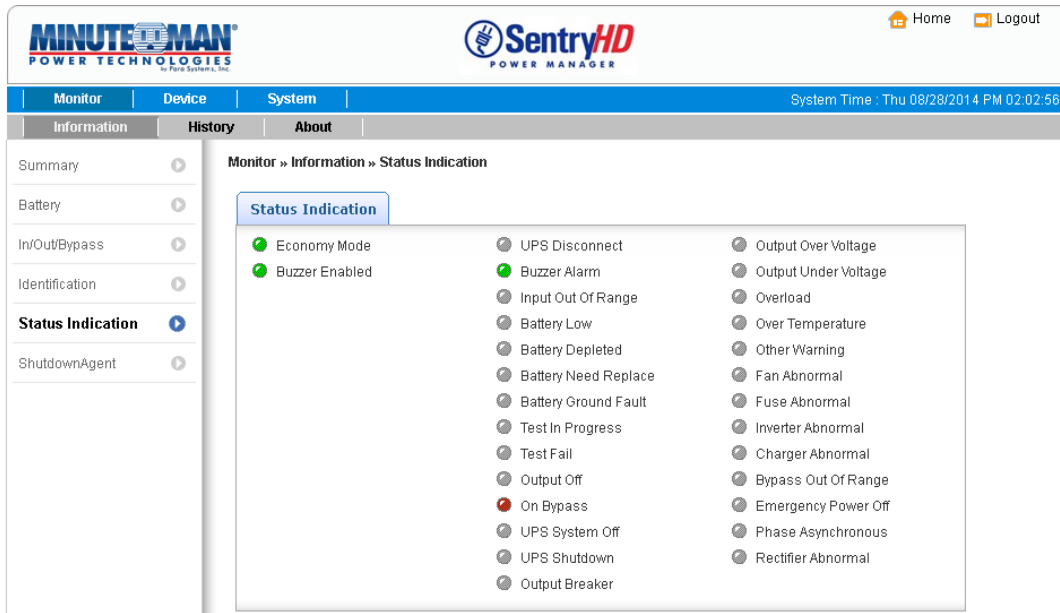 MINUTEMAN®
POWER TECHNOLOGIES
by Para Systems, Inc.
SentryHD
POWER MANAGER
Home
Logout
Monitor
Device
System
System Time : Thu 08/28/2014 PM 02:02:56
Information
History
About
Summary
Battery
In/Out/Bypass
Identification
Status Indication
ShutdownAgent
Monitor » Information » Status Indication
Status Indication
Economy Mode
Buzzer Enabled
UPS Disconnect
Buzzer Alarm
Input Out Of Range
Battery Low
Battery Depleted
Battery Need Replace
Battery Ground Fault
Test In Progress
Test Fail
Output Off
On Bypass
UPS System Off
UPS Shutdown
Output Breaker
Output Over Voltage
Output Under Voltage
Overload
Over Temperature
Other Warning
Fan Abnormal
Fuse Abnormal
Inverter Abnormal
Charger Abnormal
Bypass Out Of Range
Emergency Power Off
Phase Asynchronous
Rectifier Abnormal